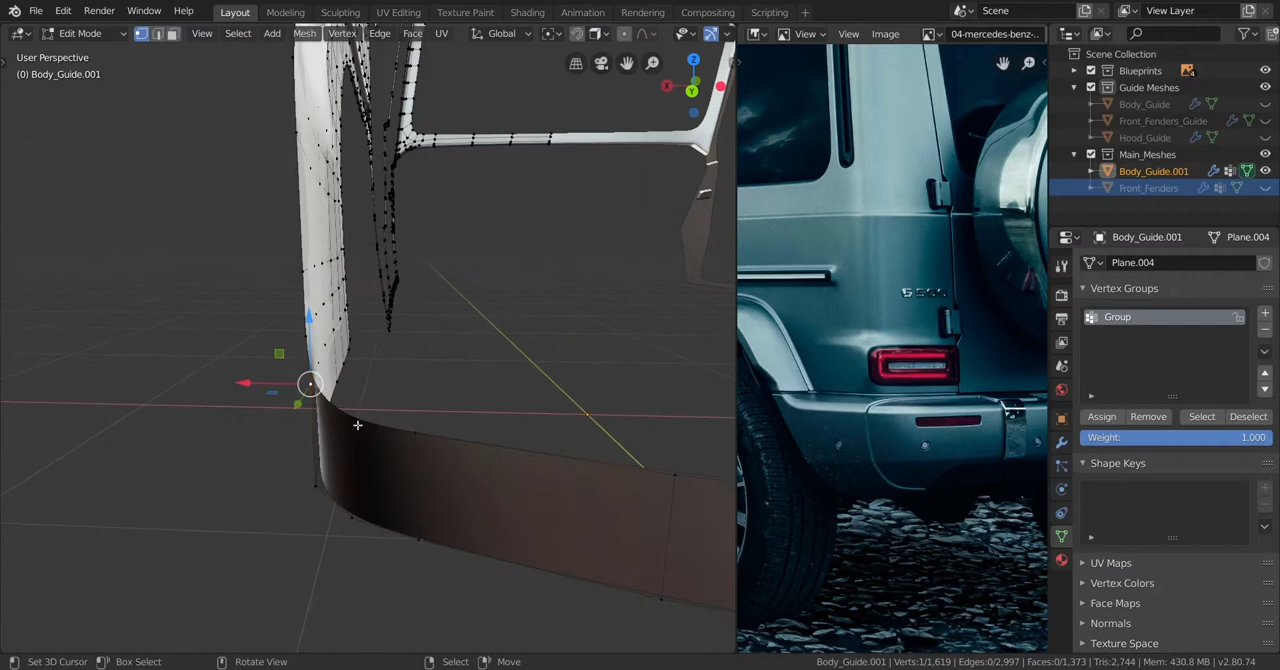 File Edit Render Window Help
Layout Modeling Sculpting UV Editing Texture Paint Shading Animation Rendering Compositing Scripting +
Scene
View Layer
Edit Mode View Select Add Mesh Vertex Edge Face UV Global
View View Image 04-mercedes-benz-..
User Perspective
(0) Body_Guide.001
Z
X
Y
Scene Collection
Blueprints 4
Guide Meshes
Body_Guide
Front_Fenders_Guide
Hood_Guide
Main_Meshes
Body_Guide.001
Front_Fenders
Body_Guide.001 Plane.004
Plane.004
Vertex Groups
Group
Assign Remove Select Deselect
Weight: 1.000
Shape Keys
UV Maps
Vertex Colors
Face Maps
Normals
Texture Space
G 500
Set 3D Cursor Box Select Rotate View Select Move
Body_Guide.001 | Verts:1/1,619 | Edges:0/2,997 | Faces:0/1,373 | Tris:2,744 | Mem: 430.8 MB | v2.80.74